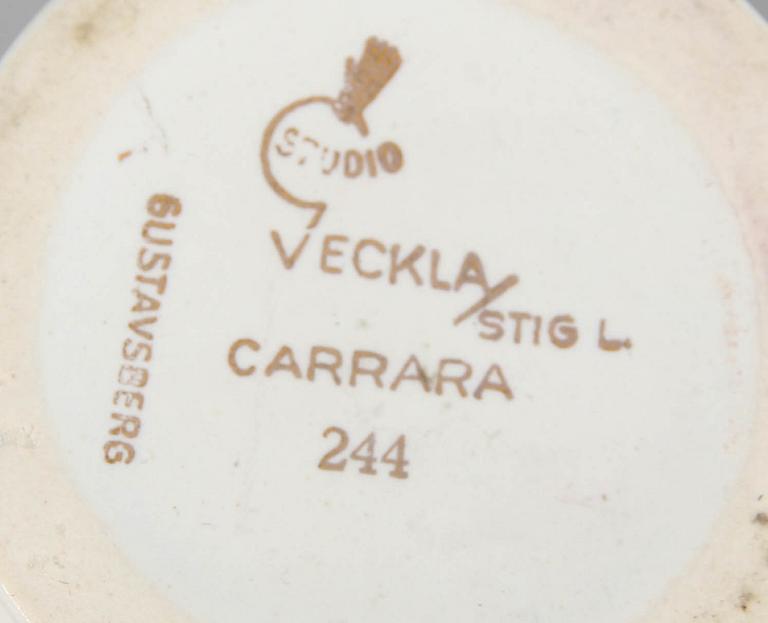 STUDIO
VECKLA/STIG L.
CARRARA
244
GUSTAVSBERG